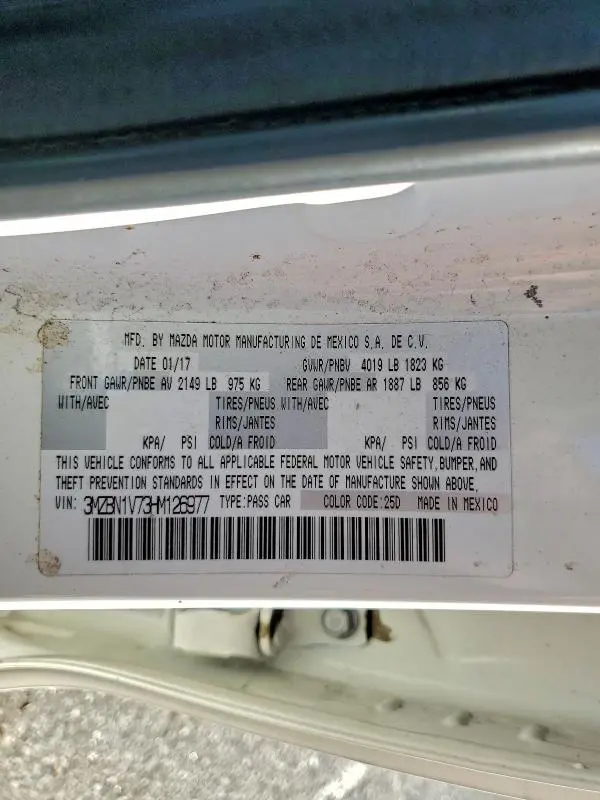 MFD. BY MAZDA MOTOR MANUFACTURING DE MEXICO S.A. DE C.V.
DATE 01/17 GVWR/PNBV 4019 LB 1823 KG
FRONT GAWR/PNBE AV 2149 LB 975 KG REAR GAWR/PNBE AR 1887 LB 856 KG
WITH/AVEC TIRES/PNEUS WITH/AVEC TIRES/PNEUS
RIMS/JANTES RIMS/JANTES
KPA/ PSI COLD/A FROID KPA/ PSI COLD/A FROID
THIS VEHICLE CONFORMS TO ALL APPLICABLE FEDERAL MOTOR VEHICLE SAFETY, BUMPER, AND
THEFT PREVENTION STANDARDS IN EFFECT ON THE DATE OF MANUFACTURE SHOWN ABOVE.
VIN: 3MZBN1V73HM126977 TYPE:PASS CAR COLOR CODE:25D MADE IN MEXICO